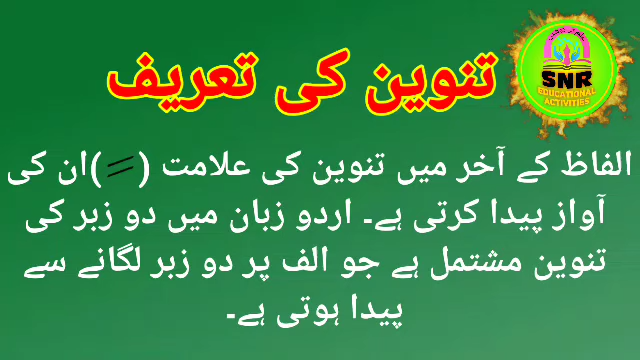 تنوین کی تعریف
SNR
EDUCATIONAL
ACTIVITIES
الفاظ کے آخر میں تنوین کی علامت (ً)ان کی
آواز پیدا کرتی ہے۔ اردو زبان میں دو زبر کی
تنوین مشتمل ہے جو الف پر دو زبر لگانے سے
پیدا ہوتی ہے۔